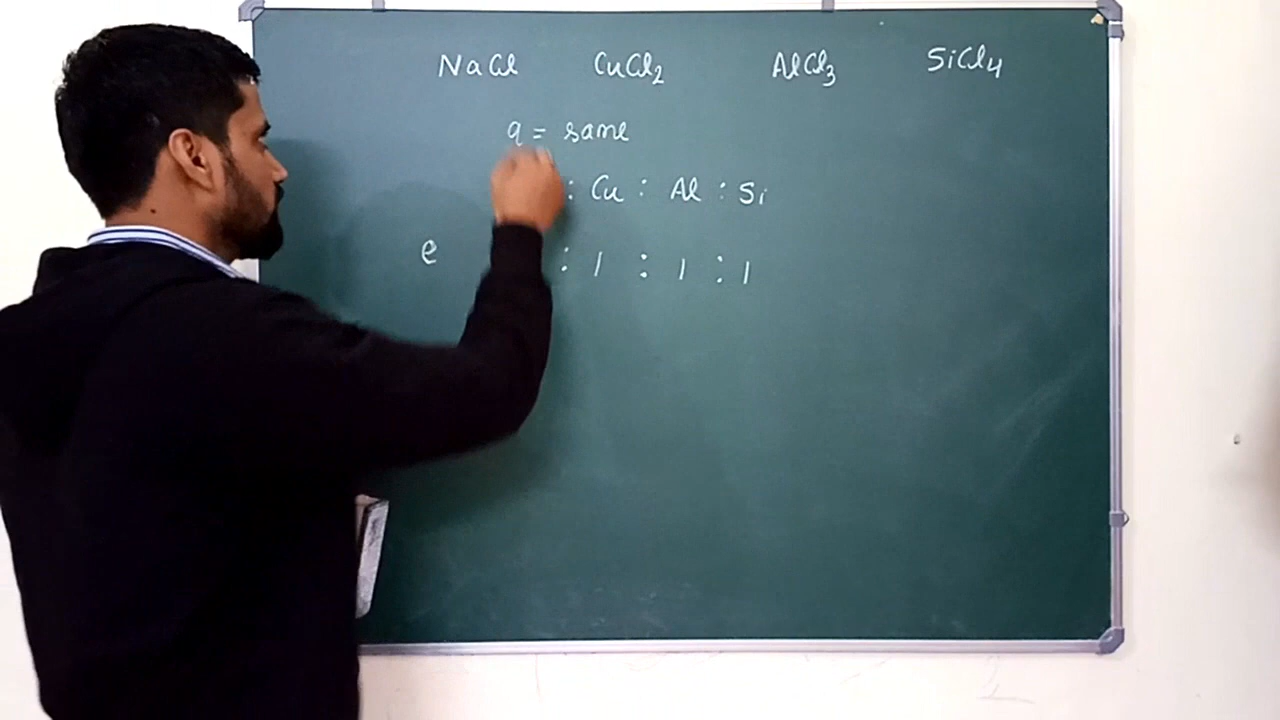 NaCl CuCl2 AlCl3 SiCl4
q = same
: Cu : Al : Si
e : 1 : 1 : 1